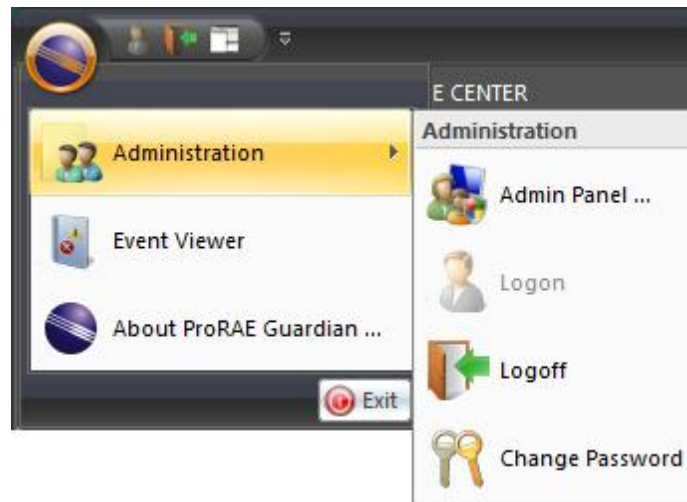 E CENTER
Administration
Event Viewer
About ProRAE Guardian ...
Exit
Administration
Admin Panel ...
Logon
Logoff
Change Password